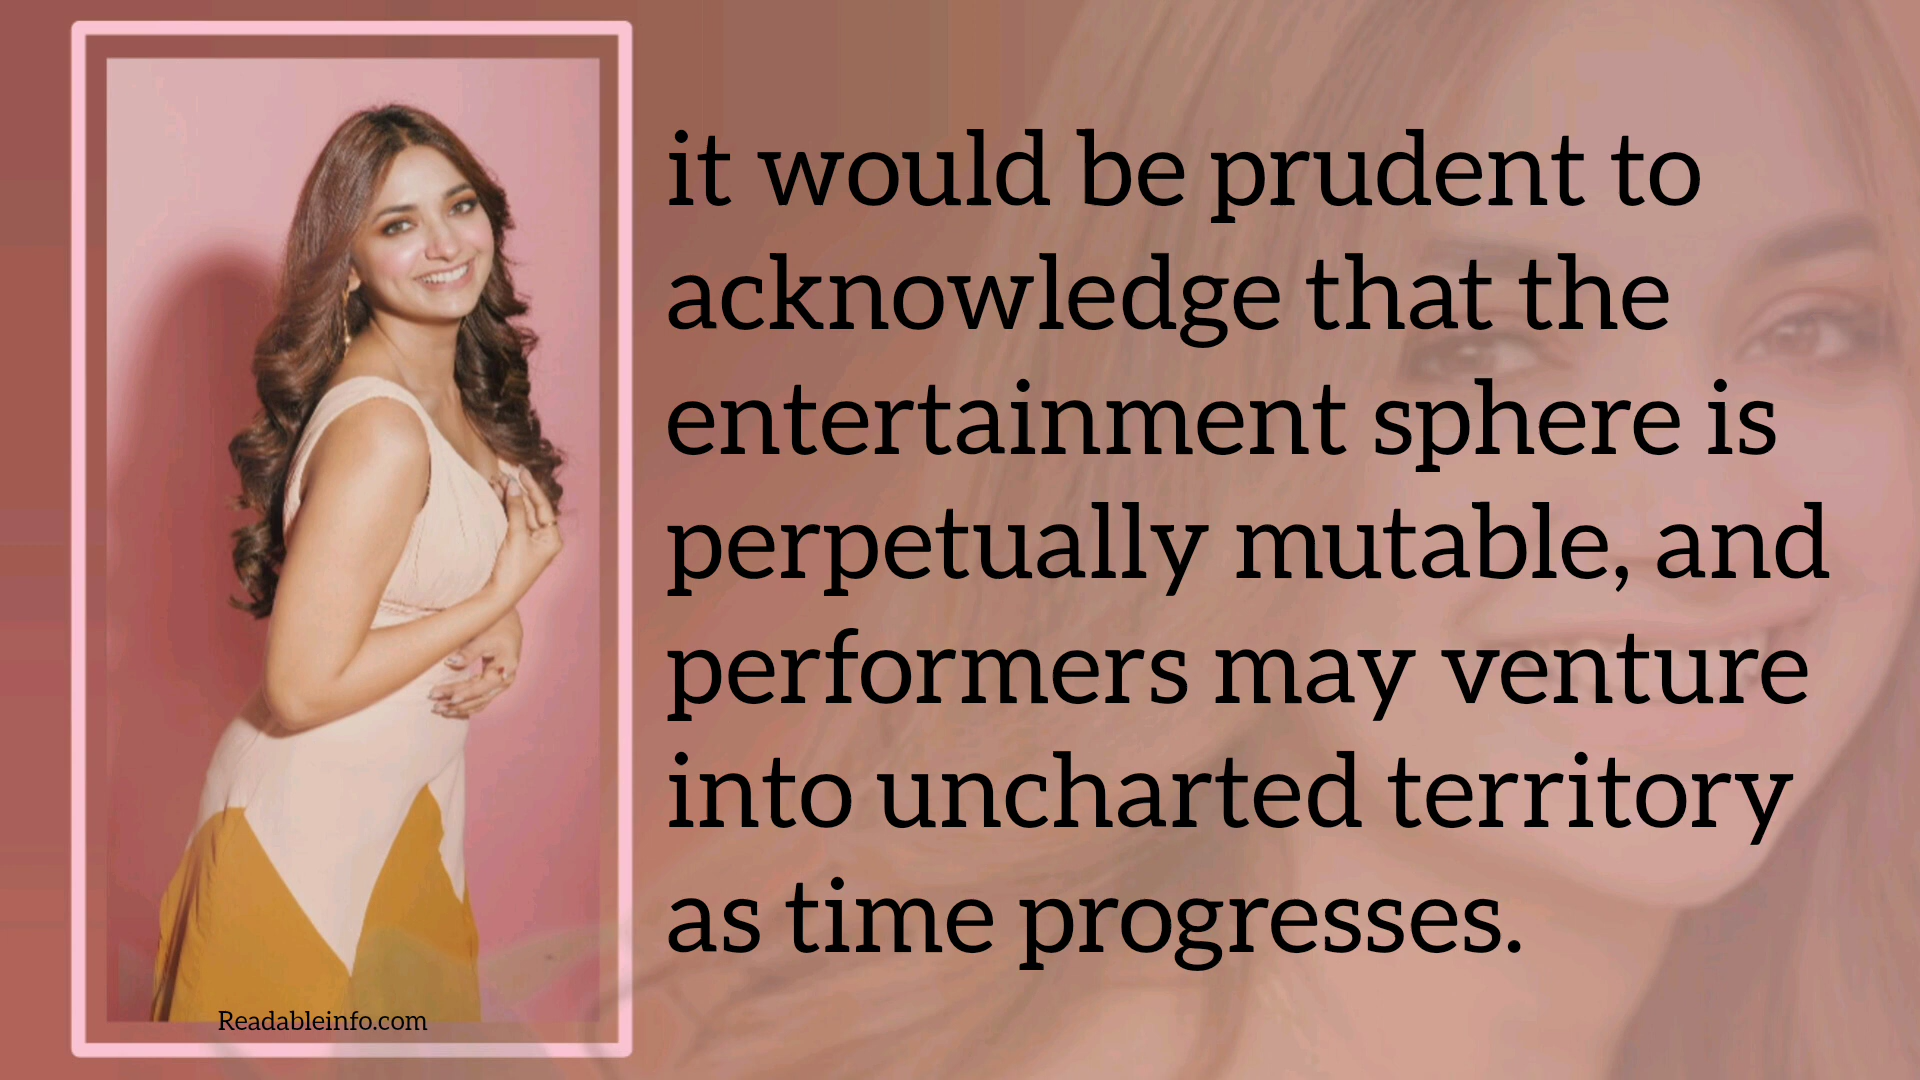 it would be prudent to
acknowledge that the
entertainment sphere is
perpetually mutable, and
performers may venture
into uncharted territory
as time progresses.
Readableinfo.com